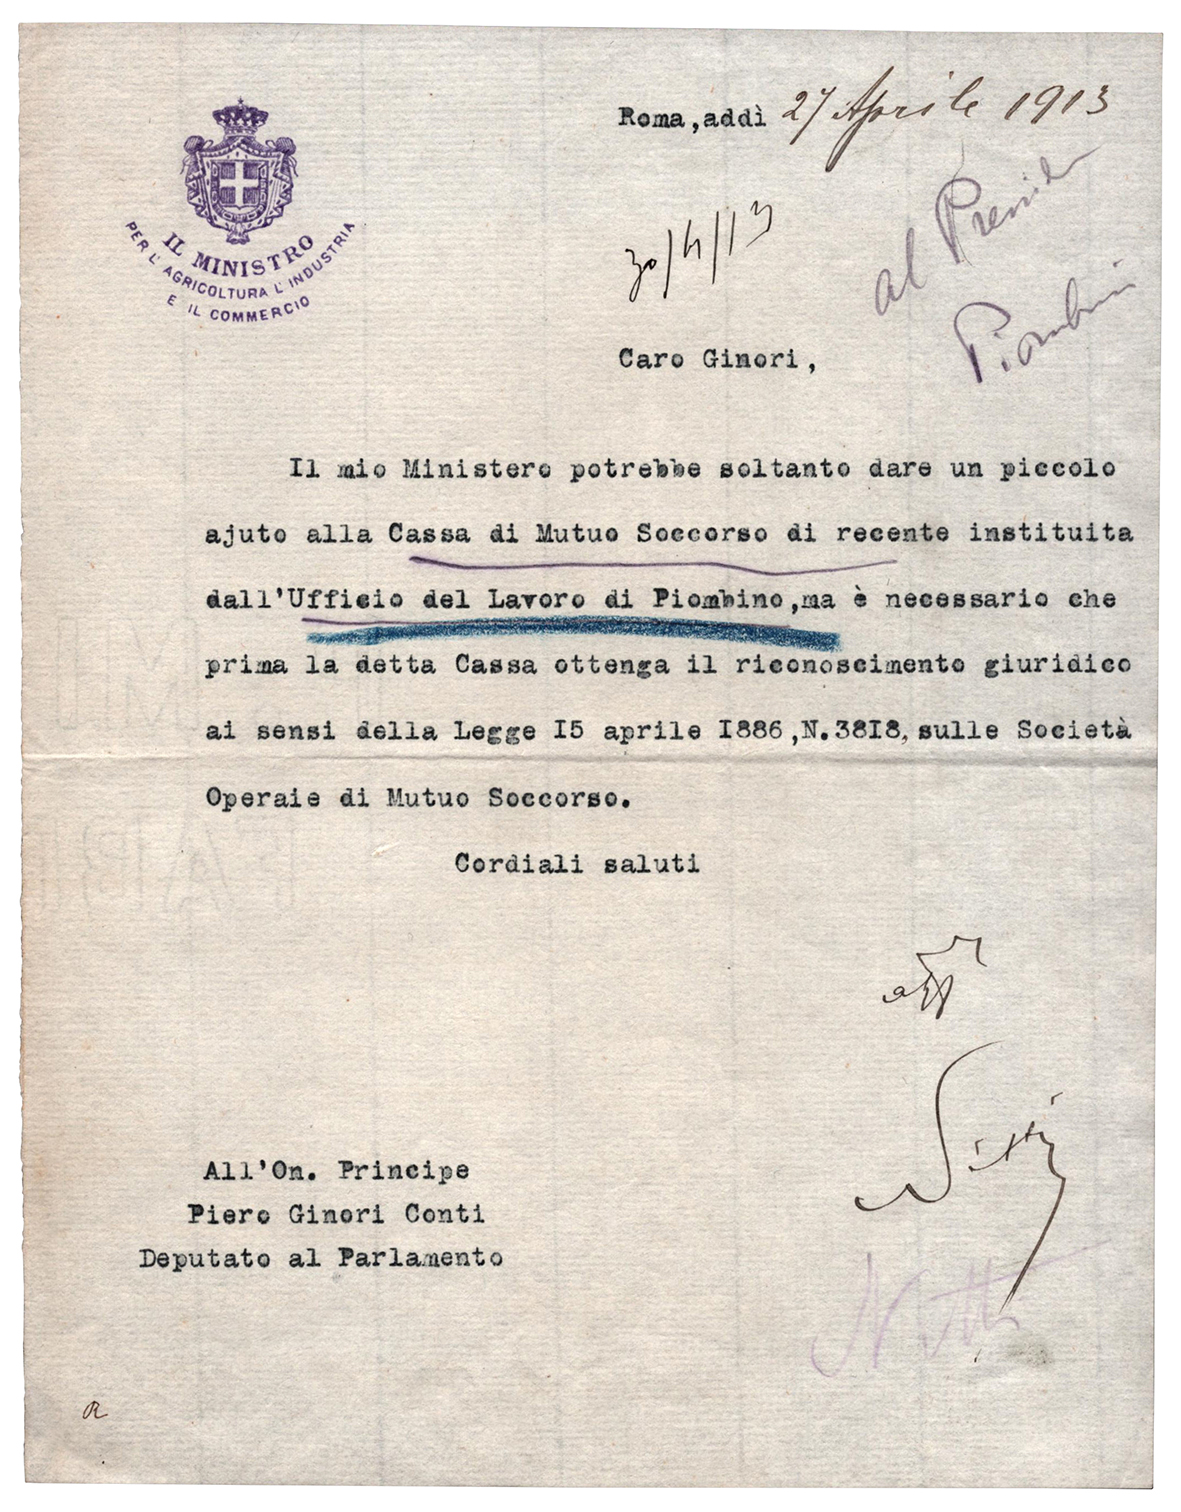 Roma, addì 27 Aprile 1913
IL MINISTRO
PER L'AGRICOLTURA L'INDUSTRIA
E IL COMMERCIO
30/4/13
al
Piombini
Caro Ginori,
Il mio Ministero potrebbe soltanto dare un piccolo
ajuto alla Cassa di Mutuo Soccorso di recente instituita
dall'Ufficio del Lavoro di Piombino, ma è necessario che
prima la detta Cassa ottenga il riconoscimento giuridico
ai sensi della Legge I5 aprile I886, N. 38I8, sulle Società
Operaie di Mutuo Soccorso.
Cordiali saluti
aff
Nitti
All'On. Principe
Piero Ginori Conti
Deputato al Parlamento
Nitti